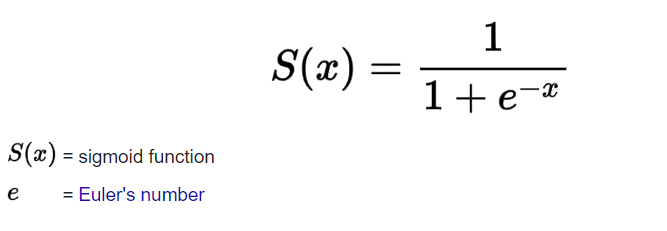 S(x) = 1 / (1 + e^{-x})
S(x) = sigmoid function
e = Euler's number